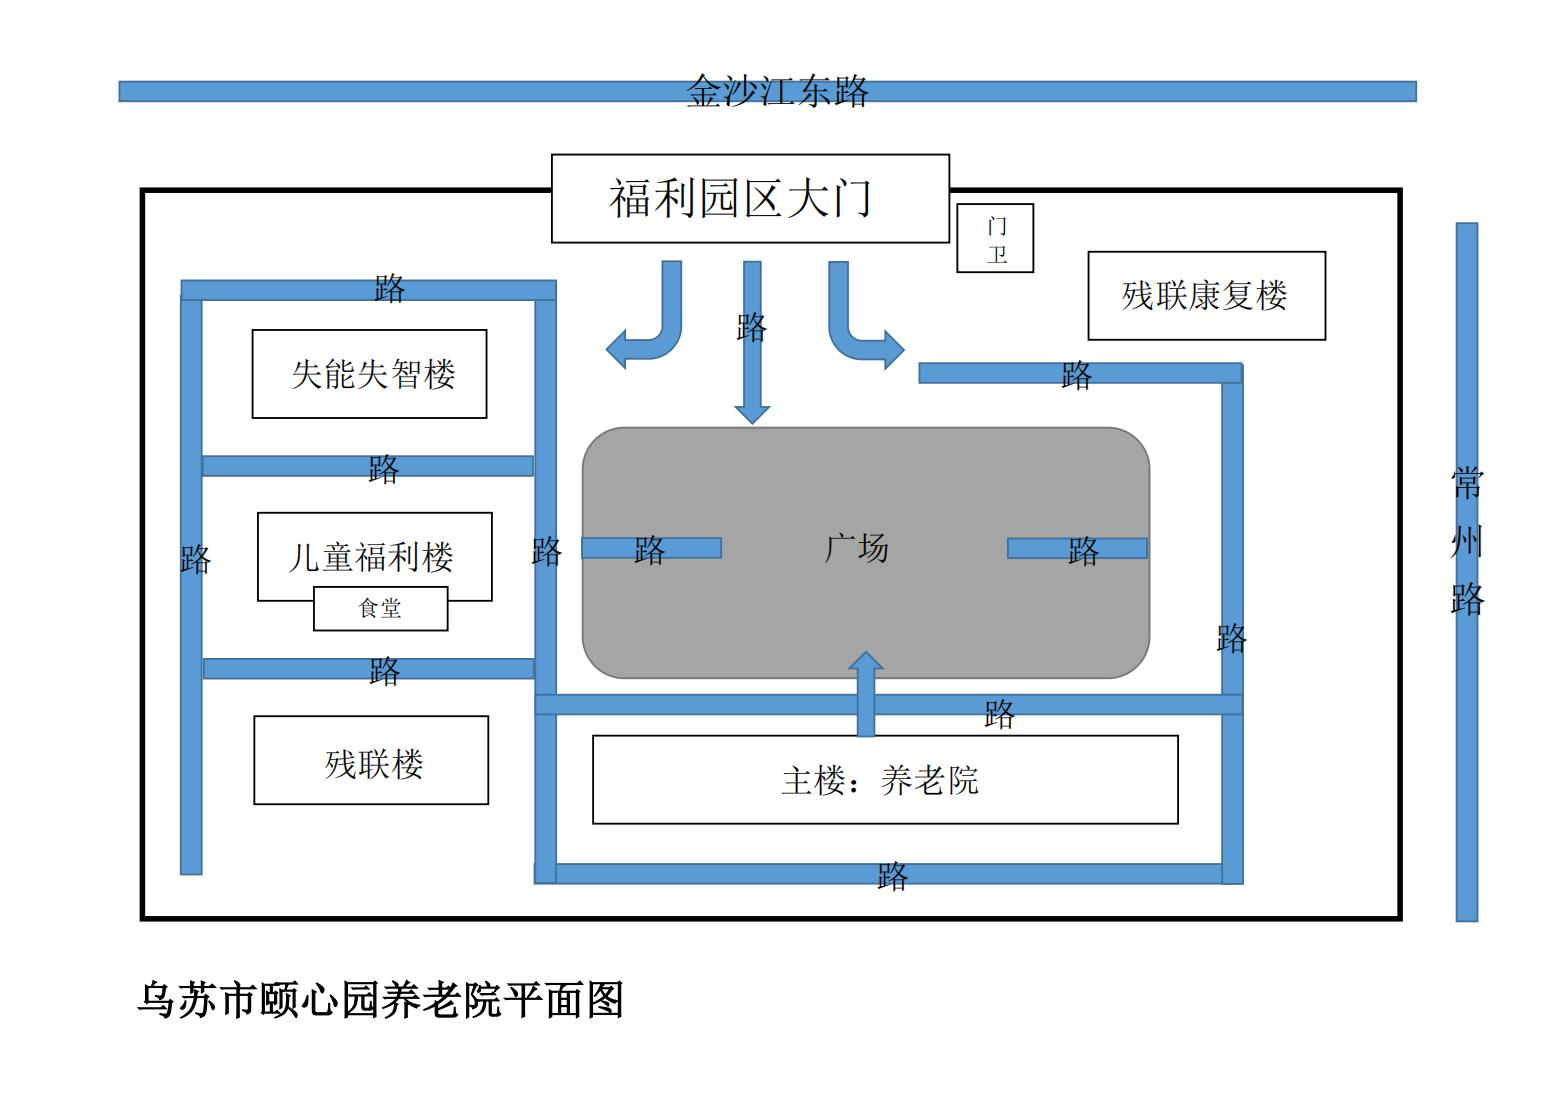 金沙江东路
福利园区大门
门
卫
残联康复楼
路
失能失智楼
路
路
路
儿童福利楼
食堂
路
路
路
广场
路
常
州
路
路
路
残联楼
路
主楼：养老院
路
乌苏市颐心园养老院平面图